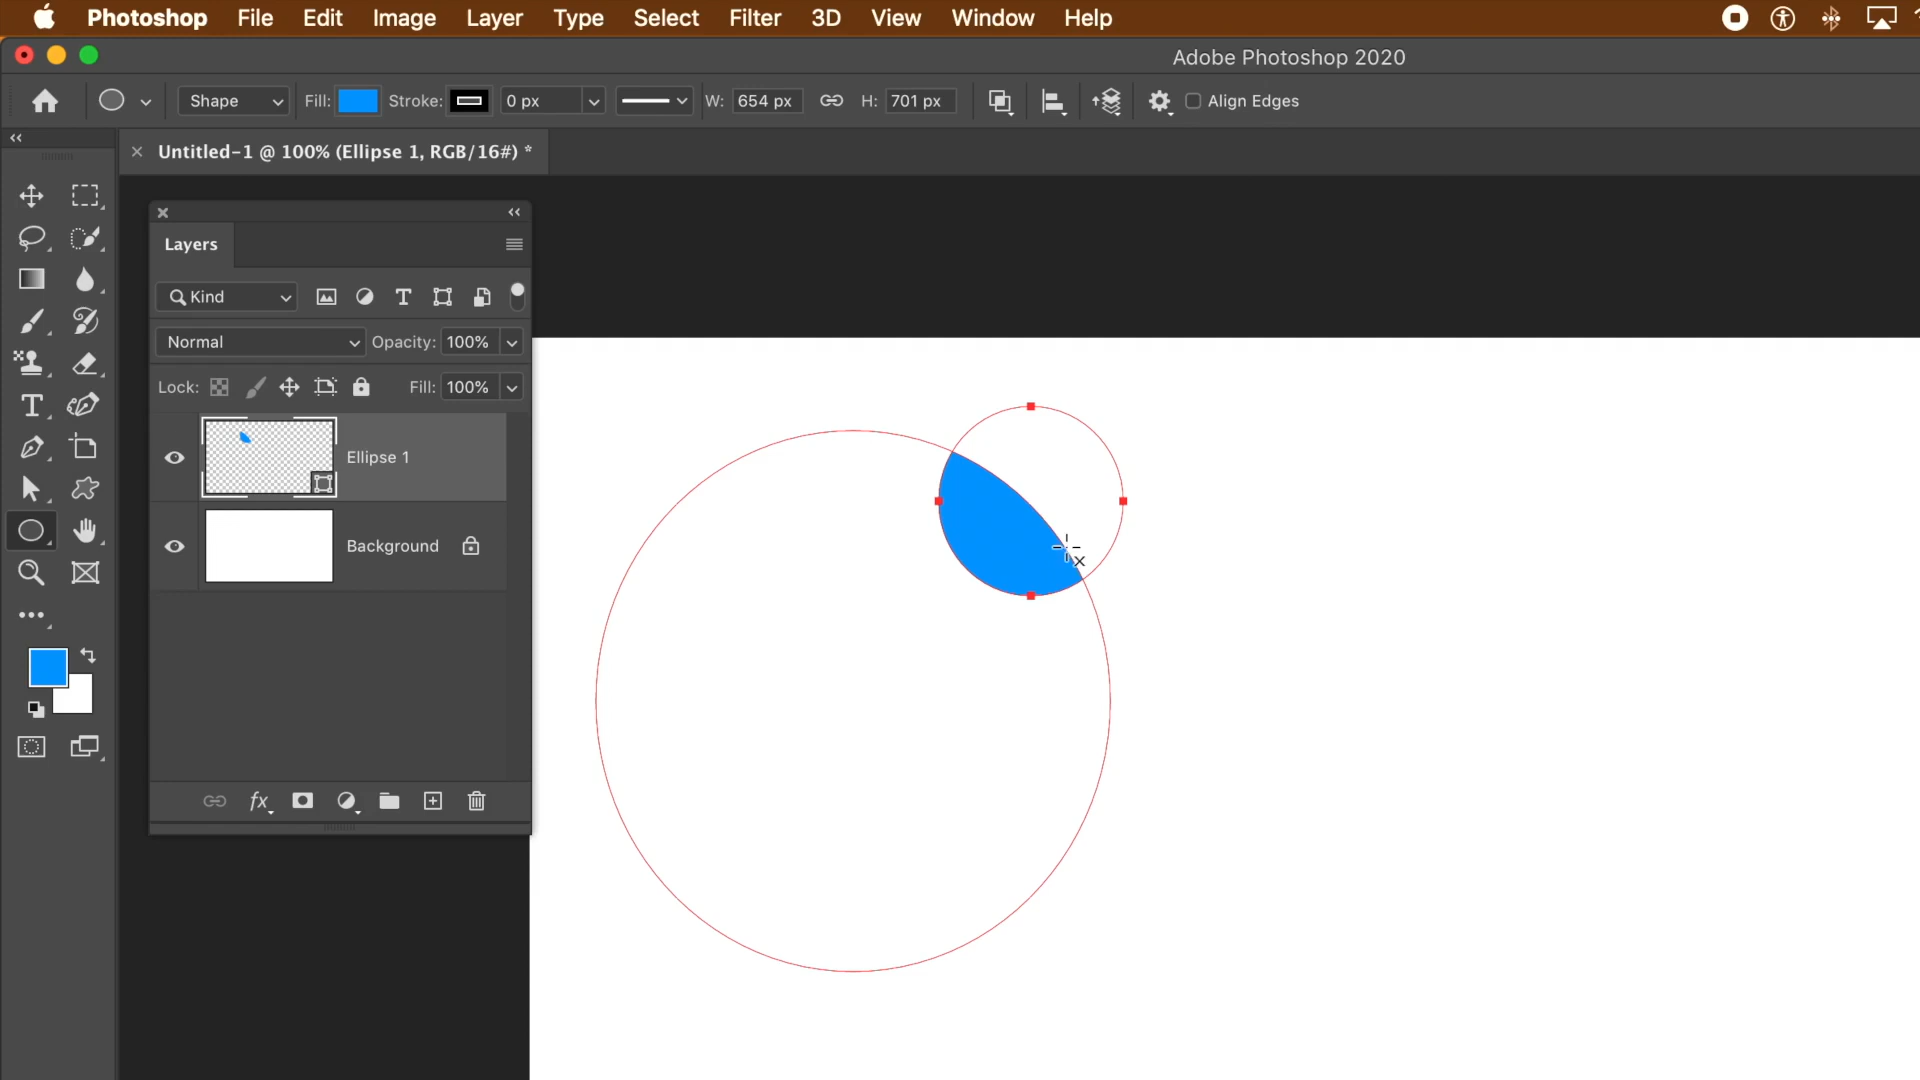 Photoshop File Edit Image Layer Type Select Filter 3D View Window Help
Adobe Photoshop 2020
Shape Fill: Stroke: 0 px W: 654 px H: 701 px Align Edges
Untitled-1 @ 100% (Ellipse 1, RGB/16#) *
Layers
Kind
Normal Opacity: 100%
Lock: Fill: 100%
Ellipse 1
Background
fx